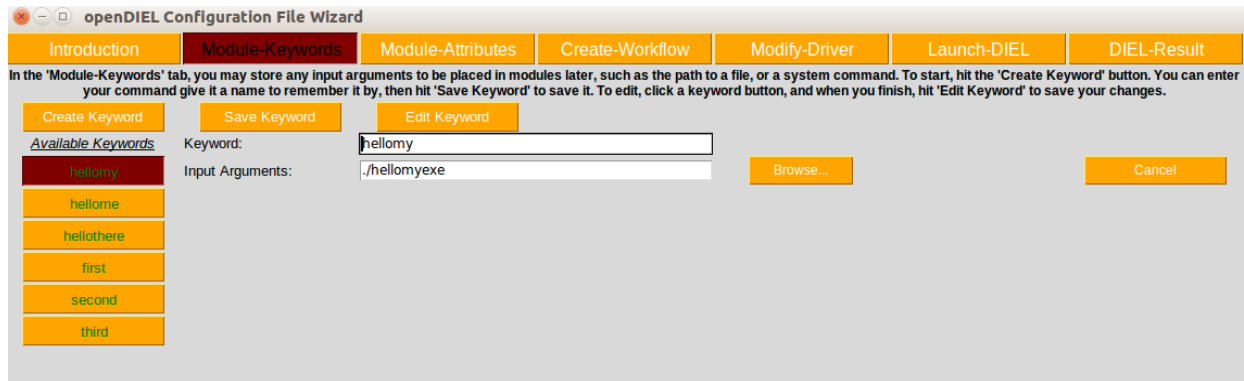 openDIEL Configuration File Wizard
Introduction Module-Keywords Module-Attributes Create-Workflow Modify-Driver Launch-DIEL DIEL-Result
In the 'Module-Keywords' tab, you may store any input arguments to be placed in modules later, such as the path to a file, or a system command. To start, hit the 'Create Keyword' button. You can enter
your command give it a name to remember it by, then hit 'Save Keyword' to save it. To edit, click a keyword button, and when you finish, hit 'Edit Keyword' to save your changes.
Create Keyword Save Keyword Edit Keyword
Available Keywords Keyword: hellomy
hellomy Input Arguments: ./hellomyexe Browse... Cancel
hellome
hellothere
first
second
third